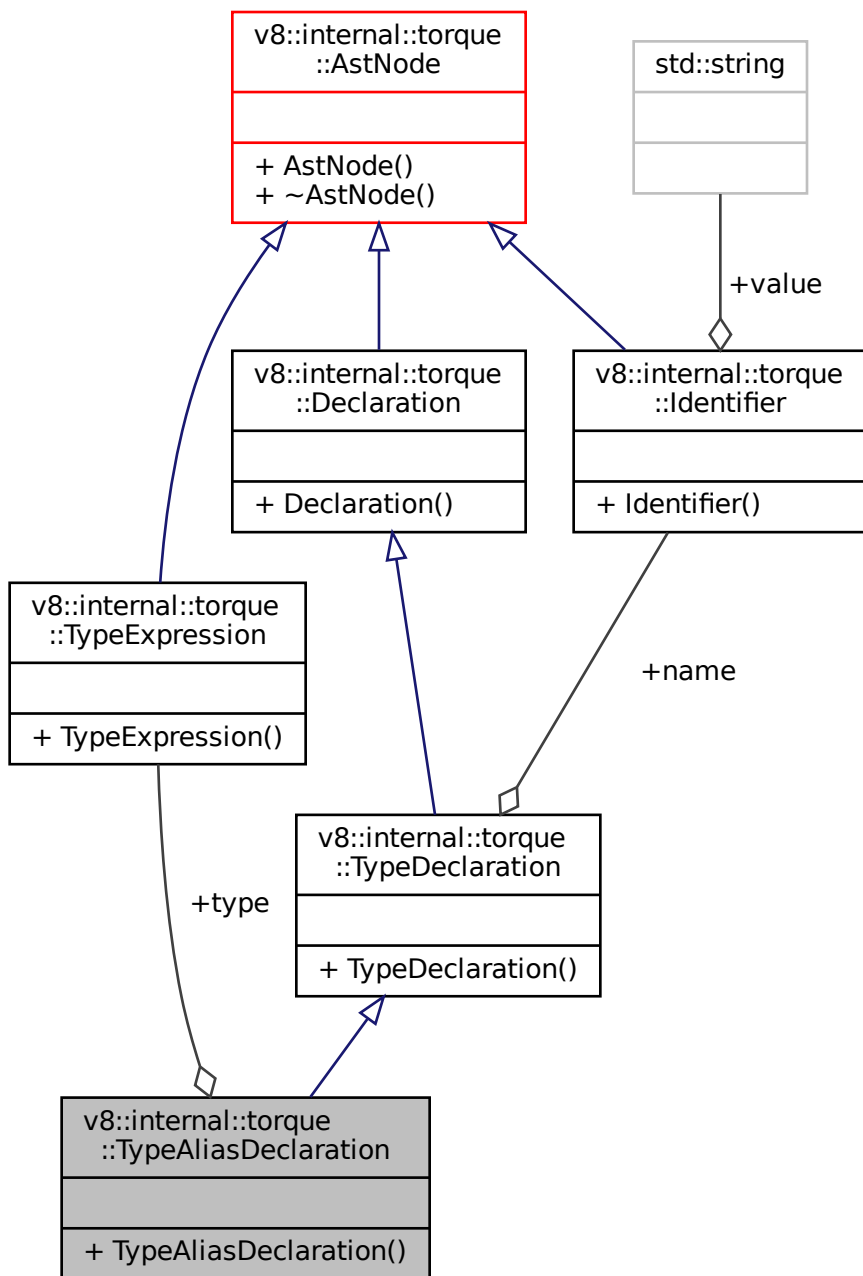 v8::internal::torque
::AstNode
+ AstNode()
+ ~AstNode()
std::string
+value
v8::internal::torque
::Declaration
+ Declaration()
v8::internal::torque
::Identifier
+ Identifier()
v8::internal::torque
::TypeExpression
+ TypeExpression()
+name
v8::internal::torque
::TypeDeclaration
+ TypeDeclaration()
+type
v8::internal::torque
::TypeAliasDeclaration
+ TypeAliasDeclaration()